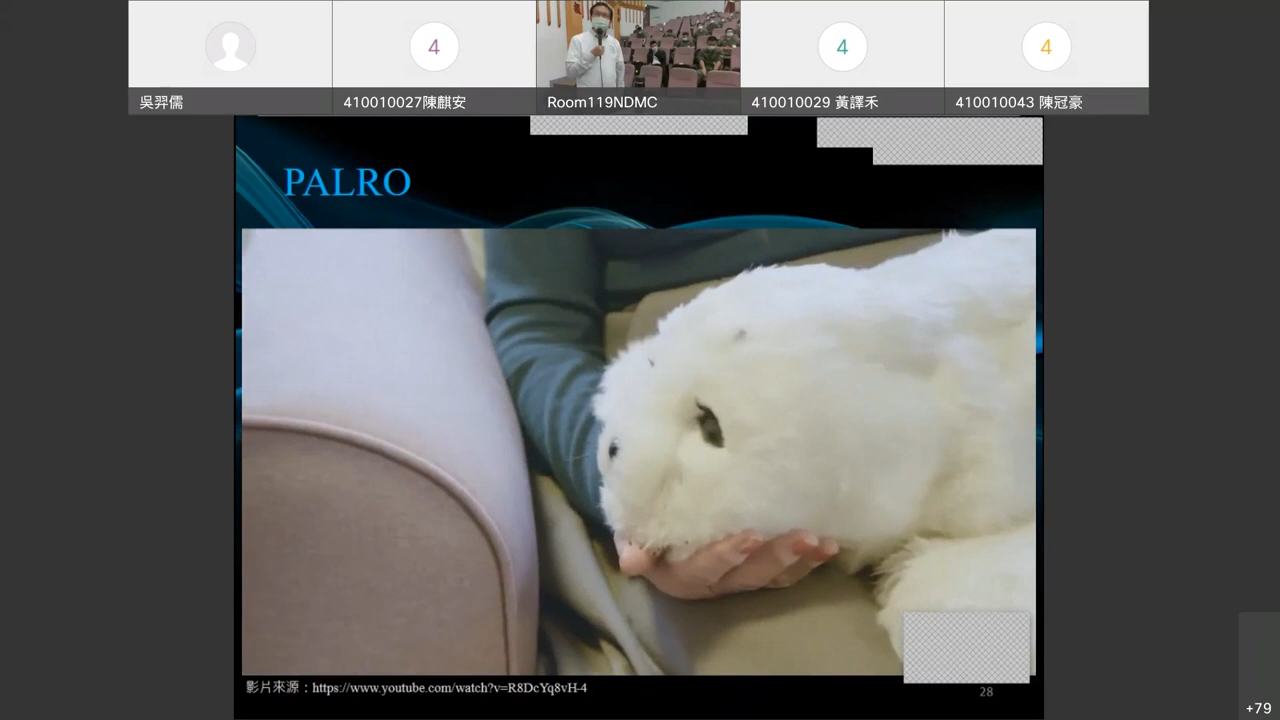 4
4
4
吳羿儒
410010027陳麒安
Room119NDMC
410010029 黃譯禾
410010043 陳冠豪
PALRO
影片來源：https://www.youtube.com/watch?v=R8DcYq8vH-4
28
+79